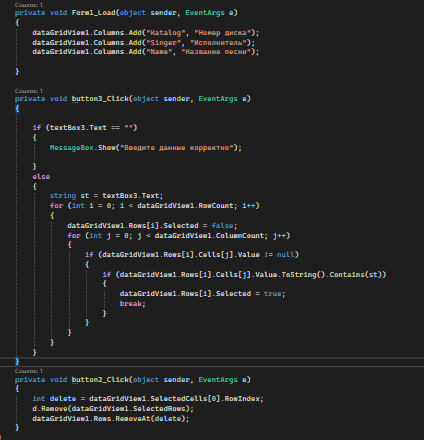 Ссылок: 1
private void Form1_Load(object sender, EventArgs e)
{
dataGridView1.Columns.Add("Natalog", "Номер диска");
dataGridView1.Columns.Add("Singer", "Исполнитель");
dataGridView1.Columns.Add("Name", "Название песни");
}
Ссылок: 1
private void button3_Click(object sender, EventArgs e)
{
if (textBox3.Text == "")
{
MessageBox.Show("Введите данные корректно");
}
else
{
string st = textBox3.Text;
for (int i = 0; i < dataGridView1.RowCount; i++)
{
dataGridView1.Rows[i].Selected = false;
for (int j = 0; j < dataGridView1.ColumnCount; j++)
{
if (dataGridView1.Rows[i].Cells[j].Value != null)
{
if (dataGridView1.Rows[i].Cells[j].Value.ToString().Contains(st))
{
dataGridView1.Rows[i].Selected = true;
break;
}
}
}
}
}
}
Ссылок: 1
private void button2_Click(object sender, EventArgs e)
{
int delete = dataGridView1.SelectedCells[0].RowIndex;
d.Remove(dataGridView1.SelectedRows);
dataGridView1.Rows.RemoveAt(delete);
}